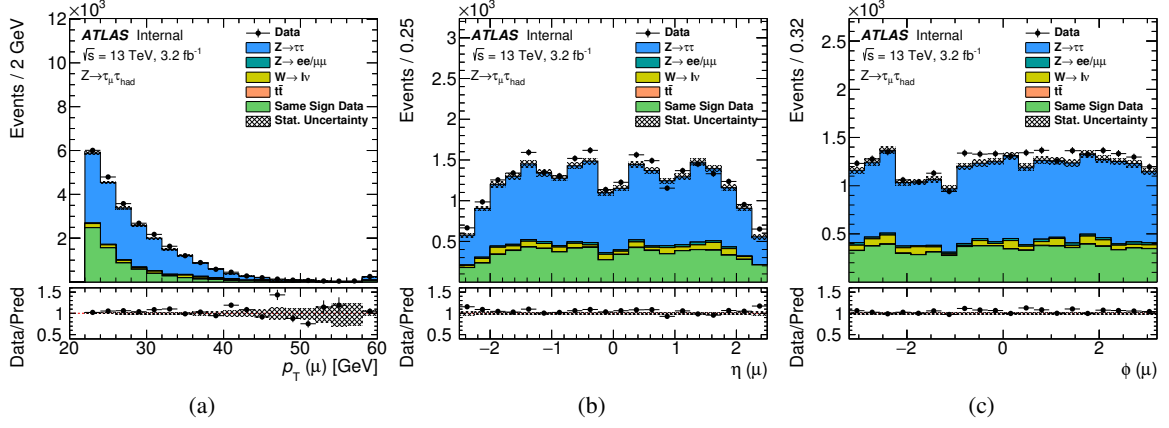 ×10³
Events / 2 GeV
12
10
8
6
4
2
ATLAS Internal
√s = 13 TeV, 3.2 fb⁻¹
Z→τμτhad
Data
Z→ττ
Z→ ee/μμ
W→ lν
tt̄
Same Sign Data
Stat. Uncertainty
Data/Pred
1.5
1
0.5
20 30 40 50 60
pT (μ) [GeV]
(a)
×10³
Events / 0.25
3
2.5
2
1.5
1
0.5
ATLAS Internal
√s = 13 TeV, 3.2 fb⁻¹
Z→τμτhad
Data
Z→ττ
Z→ ee/μμ
W→ lν
tt̄
Same Sign Data
Stat. Uncertainty
Data/Pred
1.5
1
0.5
−2 −1 0 1 2
η (μ)
(b)
×10³
Events / 0.32
2.5
2
1.5
1
0.5
ATLAS Internal
√s = 13 TeV, 3.2 fb⁻¹
Z→τμτhad
Data
Z→ττ
Z→ ee/μμ
W→ lν
tt̄
Same Sign Data
Stat. Uncertainty
Data/Pred
1.5
1
0.5
−2 0 2
ϕ (μ)
(c)